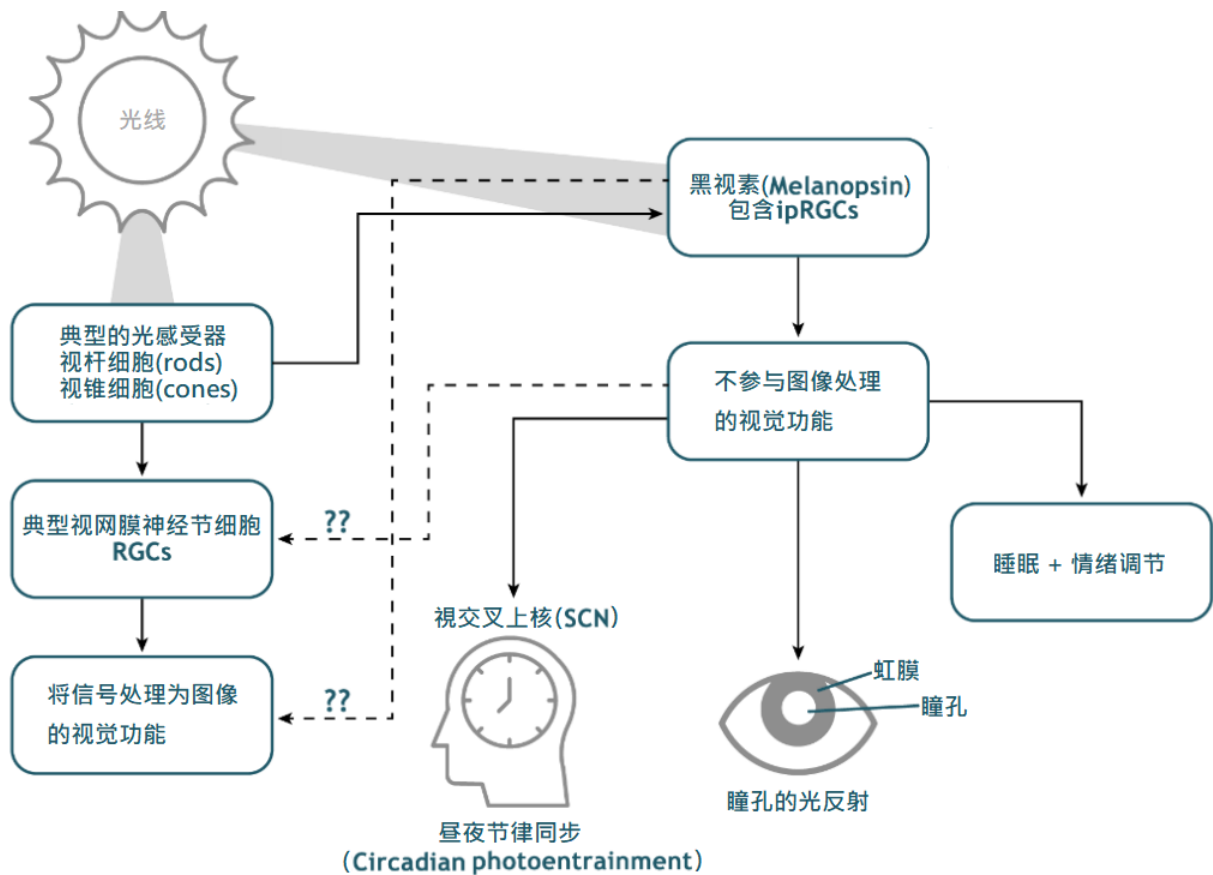 光线
黑视素(Melanopsin)
包含ipRGCs
典型的光感受器
视杆细胞(rods)
视锥细胞(cones)
不参与图像处理
的视觉功能
典型视网膜神经节细胞
RGCs
??
睡眠 + 情绪调节
視交叉上核(SCN)
将信号处理为图像
的视觉功能
??
虹膜
瞳孔
瞳孔的光反射
昼夜节律同步
(Circadian photoentrainment)